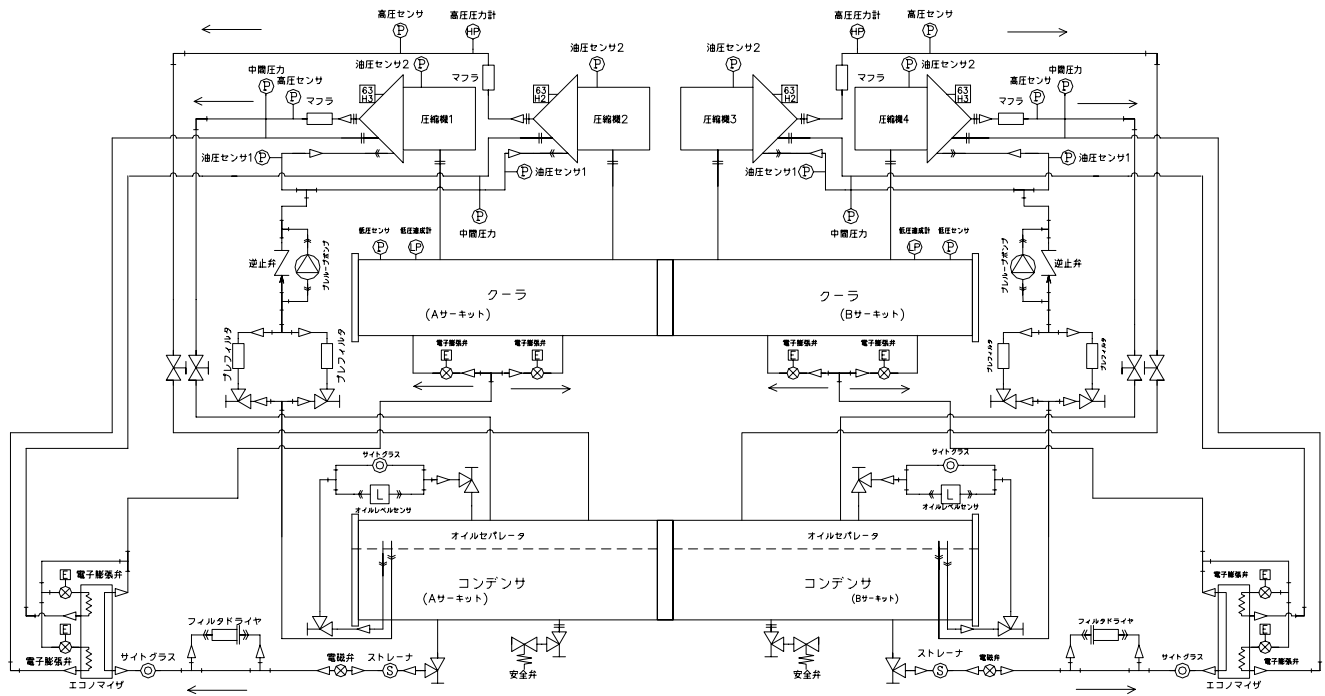 高圧センサ
高圧圧力計
高圧圧力計
高圧センサ
P
HP
HP
P
油圧センサ2
油圧センサ2
油圧センサ2
油圧センサ2
中間圧力
高圧センサ
P
P
マフラ
P
P
マフラ
高圧センサ
中間圧力
P
P
マフラ
63
H3
63
H2
63
H2
63
H3
マフラ
P
P
圧縮機1
圧縮機2
圧縮機3
圧縮機4
油圧センサ1
P
P
油圧センサ1
油圧センサ1
P
P
油圧センサ1
P
中間圧力
P
中間圧力
低圧センサ
低圧連成計
低圧連成計
低圧センサ
P
LP
LP
P
逆止弁
プレルーブポンプ
プレルーブポンプ
逆止弁
クーラ
(Aサーキット)
クーラ
(Bサーキット)
プレフィルタ
プレフィルタ
プレフィルタ
プレフィルタ
電子膨張弁
電子膨張弁
電子膨張弁
電子膨張弁
E
E
E
E
サイトグラス
サイトグラス
L
L
オイルレベルセンサ
オイルレベルセンサ
オイルセパレータ
オイルセパレータ
コンデンサ
(Aサーキット)
コンデンサ
(Bサーキット)
E
電子膨張弁
電子膨張弁
E
フィルタドライヤ
フィルタドライヤ
E
E
電子膨張弁
サイトグラス
電磁弁
ストレーナ
S
安全弁
安全弁
ストレーナ
S
電磁弁
サイトグラス
電子膨張弁
エコノマイザ
エコノマイザ